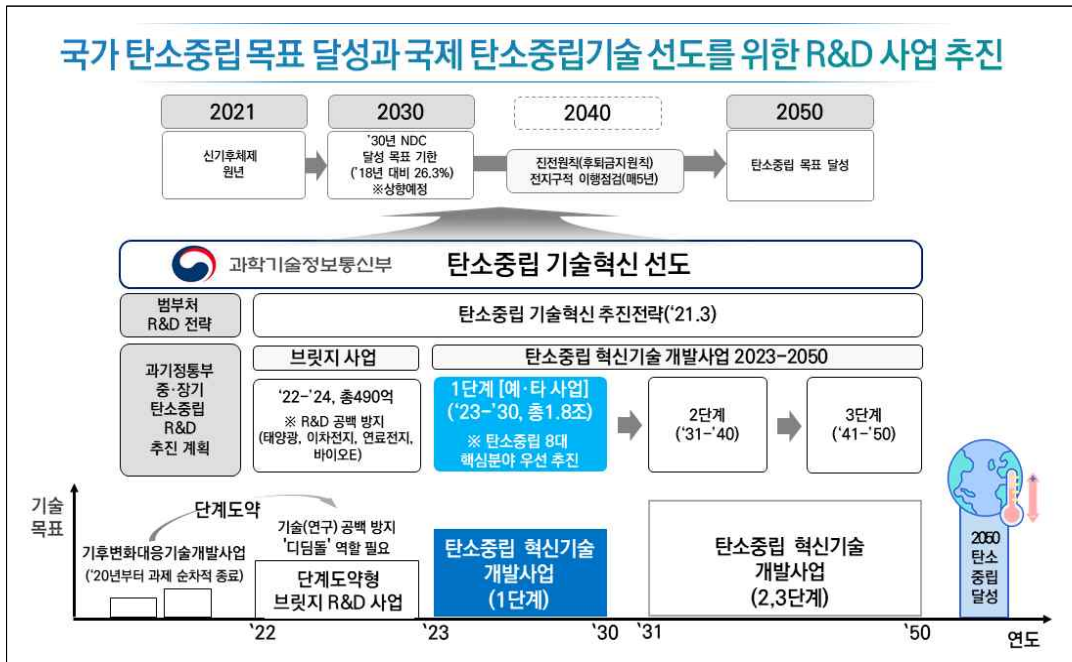 국가 탄소중립 목표 달성과 국제 탄소중립기술 선도를 위한 R&D 사업 추진
2021
2030
2040
2050
신기후체제
원년
'30년 NDC
달성 목표 기한
('18년 대비 26.3%)
※상향예정
진전원칙(후퇴금지원칙)
전지구적 이행점검(매5년)
탄소중립 목표 달성
과학기술정보통신부
탄소중립 기술혁신 선도
범부처
R&D 전략
탄소중립 기술혁신 추진전략('21.3)
과기정통부
중·장기
탄소중립
R&D
추진 계획
브릿지 사업
탄소중립 혁신기술 개발사업 2023-2050
'22-'24, 총490억
※ R&D 공백 방지
(태양광, 이차전지, 연료전지,
바이오E)
1단계 [예·타 사업]
('23-'30, 총1.8조)
※ 탄소중립 8대
핵심분야 우선 추진
2단계
('31-'40)
3단계
('41-'50)
기술
목표
단계도약
기후변화대응기술개발사업
('20년부터 과제 순차적 종료)
기술(연구) 공백 방지
'디딤돌' 역할 필요
단계도약형
브릿지 R&D 사업
탄소중립 혁신기술
개발사업
(1단계)
탄소중립 혁신기술
개발사업
(2,3단계)
2050
탄소
중립
달성
'22
'23
'30
'31
'50
연도